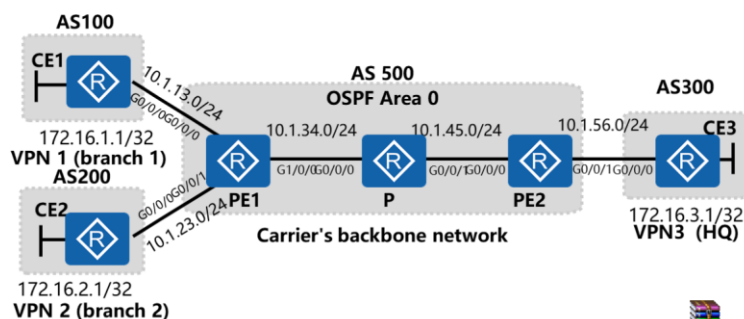 AS100
CE1
R
10.1.13.0/24
G0/0/0
G0/0/0
172.16.1.1/32
VPN 1 (branch 1)
AS200
CE2
R
G0/0/0
G0/0/1
10.1.23.0/24
172.16.2.1/32
VPN 2 (branch 2)
AS 500
OSPF Area 0
R
PE1
10.1.34.0/24
G1/0/0
G0/0/0
R
P
10.1.45.0/24
G0/0/1
G0/0/0
R
PE2
Carrier's backbone network
10.1.56.0/24
G0/0/1
G0/0/0
AS300
CE3
R
172.16.3.1/32
VPN3 (HQ)